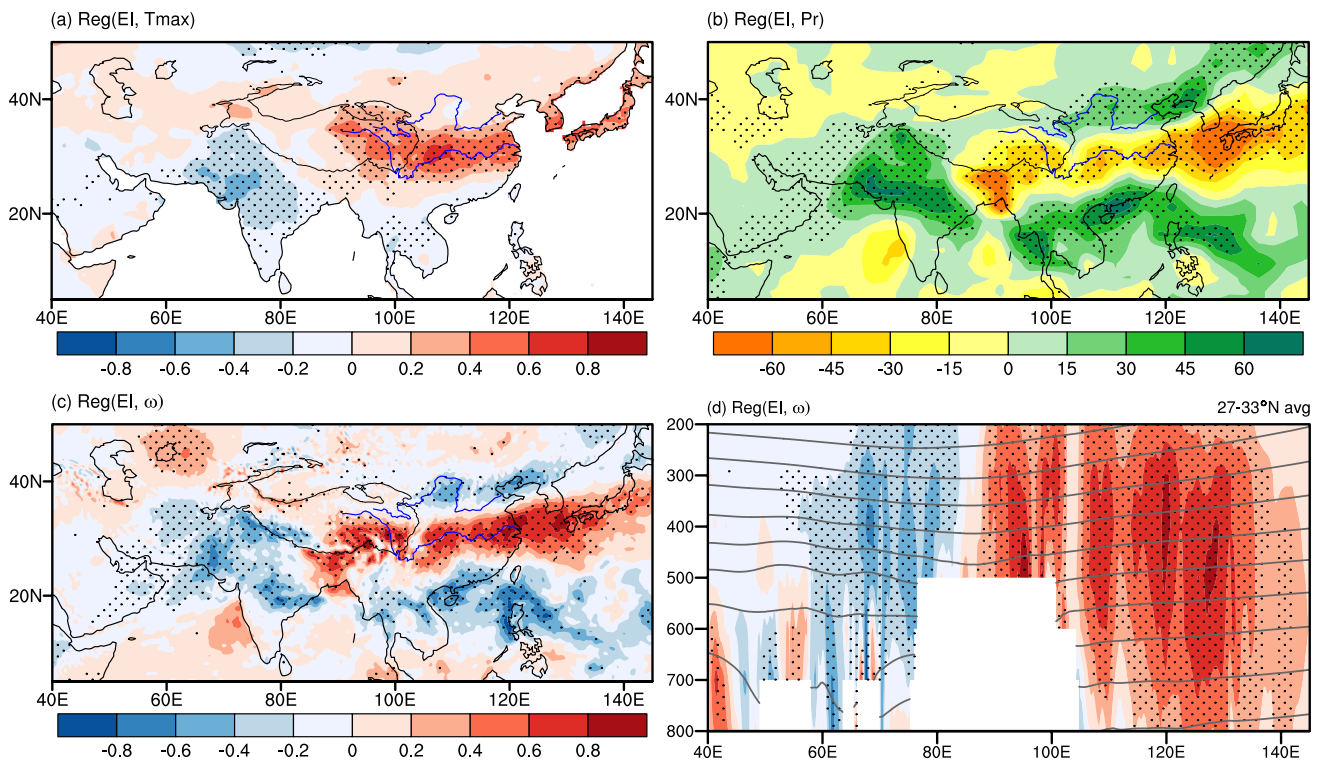 (a) Reg(EI, Tmax)
40N
20N
40E 60E 80E 100E 120E 140E
-0.8 -0.6 -0.4 -0.2 0 0.2 0.4 0.6 0.8
(b) Reg(EI, Pr)
40N
20N
40E 60E 80E 100E 120E 140E
-60 -45 -30 -15 0 15 30 45 60
(c) Reg(EI, ω)
40N
20N
40E 60E 80E 100E 120E 140E
-0.8 -0.6 -0.4 -0.2 0 0.2 0.4 0.6 0.8
(d) Reg(EI, ω) 27-33°N avg
200
300
400
500
600
700
800
40E 60E 80E 100E 120E 140E